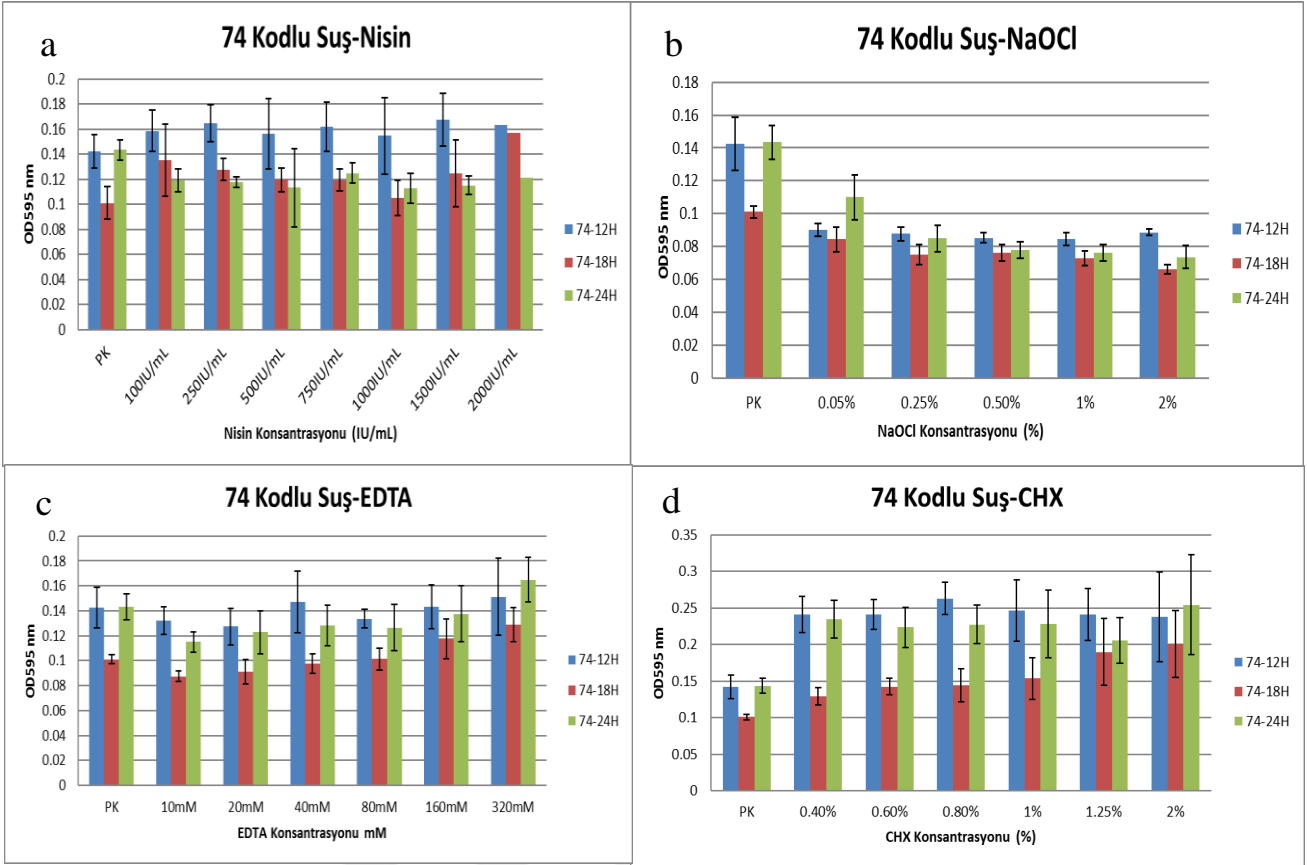 a
74 Kodlu Suş-Nisin
0.2
0.18
0.16
0.14
0.12
0.1
0.08
0.06
0.04
0.02
0
OD595 nm
PK
100IU/mL
250IU/mL
500IU/mL
750IU/mL
1000IU/mL
1500IU/mL
2000IU/mL
Nisin Konsantrasyonu (IU/mL)
74-12H
74-18H
74-24H
b
74 Kodlu Suş-NaOCl
0.18
0.16
0.14
0.12
0.1
0.08
0.06
0.04
0.02
0
OD595 nm
PK
0.05%
0.25%
0.50%
1%
2%
NaOCl Konsantrasyonu (%)
74-12H
74-18H
74-24H
c
74 Kodlu Suş-EDTA
0.2
0.18
0.16
0.14
0.12
0.1
0.08
0.06
0.04
0.02
0
OD595 nm
PK
10mM
20mM
40mM
80mM
160mM
320mM
EDTA Konsantrasyonu mM
74-12H
74-18H
74-24H
d
74 Kodlu Suş-CHX
0.35
0.3
0.25
0.2
0.15
0.1
0.05
0
OD595 nm
PK
0.40%
0.60%
0.80%
1%
1.25%
2%
CHX Konsantrasyonu (%)
74-12H
74-18H
74-24H